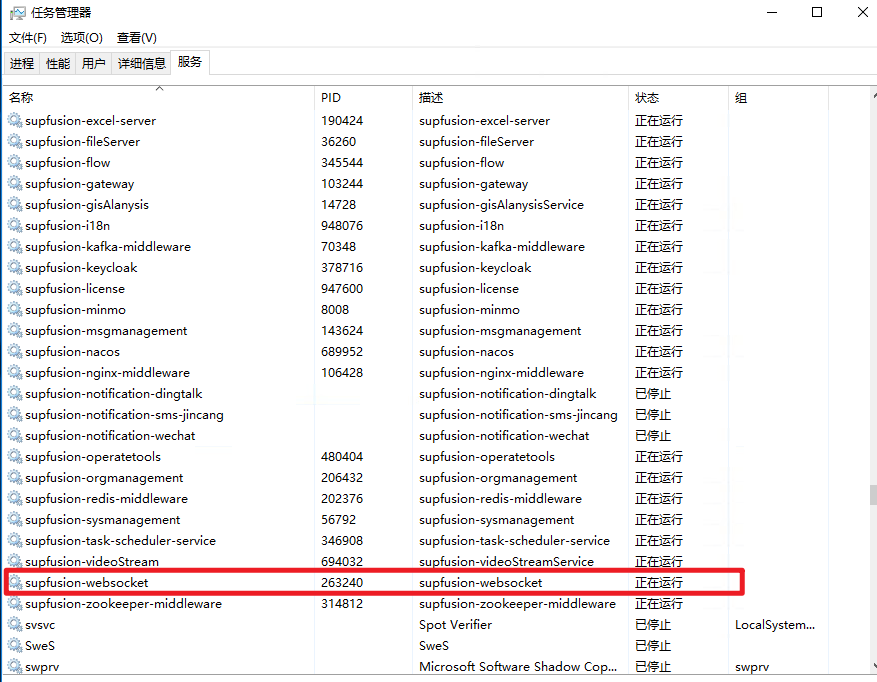 任务管理器
文件(F) 选项(O) 查看(V)
进程 性能 用户 详细信息 服务
名称 PID 描述 状态 组
supfusion-excel-server 190424 supfusion-excel-server 正在运行
supfusion-fileServer 36260 supfusion-fileServer 正在运行
supfusion-flow 345544 supfusion-flow 正在运行
supfusion-gateway 103244 supfusion-gateway 正在运行
supfusion-gisAlanysis 14728 supfusion-gisAlanysisService 正在运行
supfusion-i18n 948076 supfusion-i18n 正在运行
supfusion-kafka-middleware 70348 supfusion-kafka-middleware 正在运行
supfusion-keycloak 378716 supfusion-keycloak 正在运行
supfusion-license 947600 supfusion-license 正在运行
supfusion-minmo 8008 supfusion-minmo 正在运行
supfusion-msgmanagement 143624 supfusion-msgmanagement 正在运行
supfusion-nacos 689952 supfusion-nacos 正在运行
supfusion-nginx-middleware 106428 supfusion-nginx-middleware 正在运行
supfusion-notification-dingtalk supfusion-notification-dingtalk 已停止
supfusion-notification-sms-jincang supfusion-notification-sms-jincang 已停止
supfusion-notification-wechat supfusion-notification-wechat 已停止
supfusion-operatetools 480404 supfusion-operatetools 正在运行
supfusion-orgmanagement 206432 supfusion-orgmanagement 正在运行
supfusion-redis-middleware 202376 supfusion-redis-middleware 正在运行
supfusion-sysmanagement 56792 supfusion-sysmanagement 正在运行
supfusion-task-scheduler-service 346908 supfusion-task-scheduler-service 正在运行
supfusion-videoStream 694032 supfusion-videoStreamService 正在运行
supfusion-websocket 263240 supfusion-websocket 正在运行
supfusion-zookeeper-middleware 314812 supfusion-zookeeper-middleware 正在运行
svsvc Spot Verifier 已停止 LocalSystem...
SweS SweS 已停止
swprv Microsoft Software Shadow Cop... 已停止 swprv